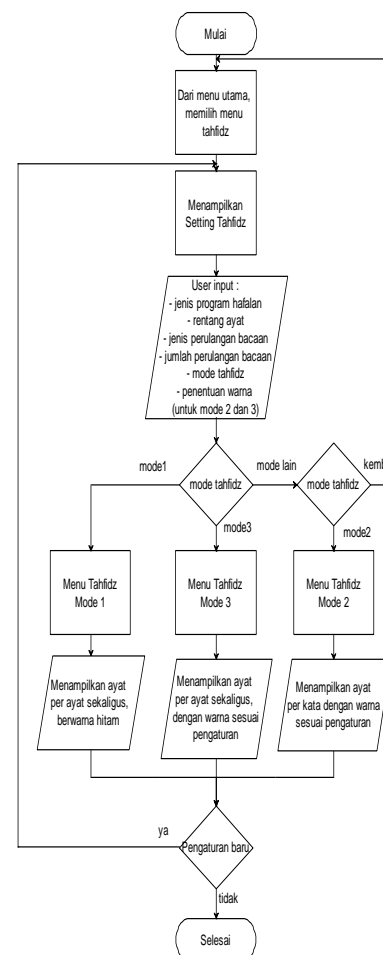 Mulai
Dari menu utama,
memilih menu
tahfidz
Menampilkan
Setting Tahfidz
User input :
- jenis program hafalan
- rentang ayat
- jenis perulangan bacaan
- jumlah perulangan bacaan
- mode tahfidz
- penentuan warna
(untuk mode 2 dan 3)
mode tahfidz
mode1
mode lain
mode3
mode tahfidz
kemb
mode2
Menu Tahfidz
Mode 1
Menu Tahfidz
Mode 3
Menu Tahfidz
Mode 2
Menampilkan ayat
per ayat sekaligus,
berwarna hitam
Menampilkan ayat
per ayat sekaligus,
dengan warna sesuai
pengaturan
Menampilkan ayat
per kata dengan warna
sesuai pengaturan
Pengaturan baru
ya
tidak
Selesai